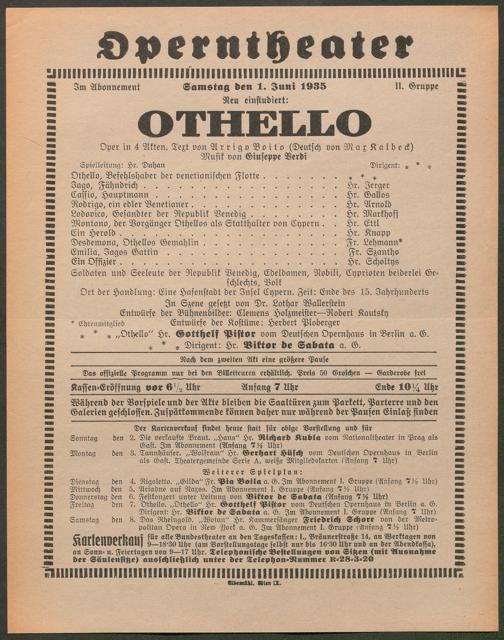 Operntheater
Im Abonnement Samstag den 1. Juni 1935 II. Gruppe
Neu einstudiert:
OTHELLO
Oper in 4 Akten. Text von Arrigo Boito (Deutsch von Max Kalbeck)
Musik von Giuseppe Verdi
Spielleitung: Hr. Duhan Dirigent: * * *
Othello, Befehlshaber der venetianischen Flotte . . . . . . * * *
Jago, Fähndrich . . . . . . Hr. Jerger
Cassio, Hauptmann . . . . . . Hr. Gallos
Rodrigo, ein edler Venetianer . . . . . . Hr. Arnold
Lodovico, Gesandter der Republik Venedig . . . . . . Hr. Markhoff
Montano, der Vorgänger Othellos als Statthalter von Cypern . . Hr. Ettl
Ein Herold . . . . . . Hr. Knapp
Desdemona, Othellos Gemahlin . . . . . . Fr. Lehmann*
Emilia, Jagos Gattin . . . . . . Fr. Szantho
Ein Offizier . . . . . . Hr. Scholtys
Soldaten und Seeleute der Republik Venedig, Edeldamen, Nobili, Cyprioten beiderlei Ge-
schlechts, Volk
Ort der Handlung: Eine Hafenstadt der Insel Cypern. Zeit: Ende des 15. Jahrhunderts
In Szene gesetzt von Dr. Lothar Wallerstein
Entwürfe der Bühnenbilder: Clemens Holzmeister—Robert Kautsky
* Ehrenmitglied Entwürfe der Kostüme: Herbert Ploberger
* * * „Othello" Hr. Gotthelf Pistor vom Deutschen Opernhaus in Berlin a. G.
* * * Dirigent: Hr. Viktor de Sabata a. G.
Nach dem zweiten Akt eine größere Pause
Das offizielle Programm nur bei den Billetteuren erhältlich. Preis 50 Groschen — Garderobe frei
Kassen-Eröffnung vor 6½ Uhr Anfang 7 Uhr Ende 10¼ Uhr
Während der Vorspiele und der Akte bleiben die Saaltüren zum Parkett, Parterre und den
Galerien geschlossen. Zuspätkommende können daher nur während der Pausen Einlaß finden
Der Kartenverkauf findet heute statt für obige Vorstellung und für
Sonntag den 2. Die verkaufte Braut. „Hans" Hr. Richard Kubla vom Nationaltheater in Prag als
Gast. Im Abonnement (Anfang 7½ Uhr)
Montag den 3. Tannhäuser. „Wolfram" Hr. Gerhart Hüsch vom Deutschen Opernhaus in Berlin
als Gast. Theatergemeinde Serie A, weiße Mitgliedskarten (Anfang 7 Uhr)
Weiterer Spielplan:
Dienstag den 4. Rigoletto. „Gilda" Fr. Pia Boila a. G. Im Abonnement I. Gruppe (Anfang 7½ Uhr)
Mittwoch den 5. Ariadne auf Naxos. Im Abonnement I. Gruppe (Anfang 7½ Uhr)
Donnerstag den 6. Festkonzert unter Leitung von Viktor de Sabata (Anfang 7½ Uhr)
Freitag den 7. Othello. „Othello" Hr. Gotthelf Pistor vom Deutschen Opernhaus in Berlin a. G.
Dirigent: Hr. Viktor de Sabata a. G. Im Abonnement I. Gruppe (Anfang 7 Uhr)
Samstag den 8. Das Rheingold. „Wotan" Hr. Kammersänger Friedrich Schorr von der Metro-
politan Opera in New York a. G. Im Abonnement I. Gruppe (Anfang 7½ Uhr)
Kartenverkauf für alle Bundestheater an den Tageskassen: I., Bräunerstraße 14, an Werktagen von
9—18·30 Uhr (am Vorstellungstage selbst nur bis 16·30 Uhr und an der Abendkassa),
an Sonn- u. Feiertagen von 9—17 Uhr. Telephonische Bestellungen von Sitzen (mit Ausnahme
der Säulensitze) ausschließlich unter der Telephon-Nummer R-28-3-20
Elbemühl, Wien IX.